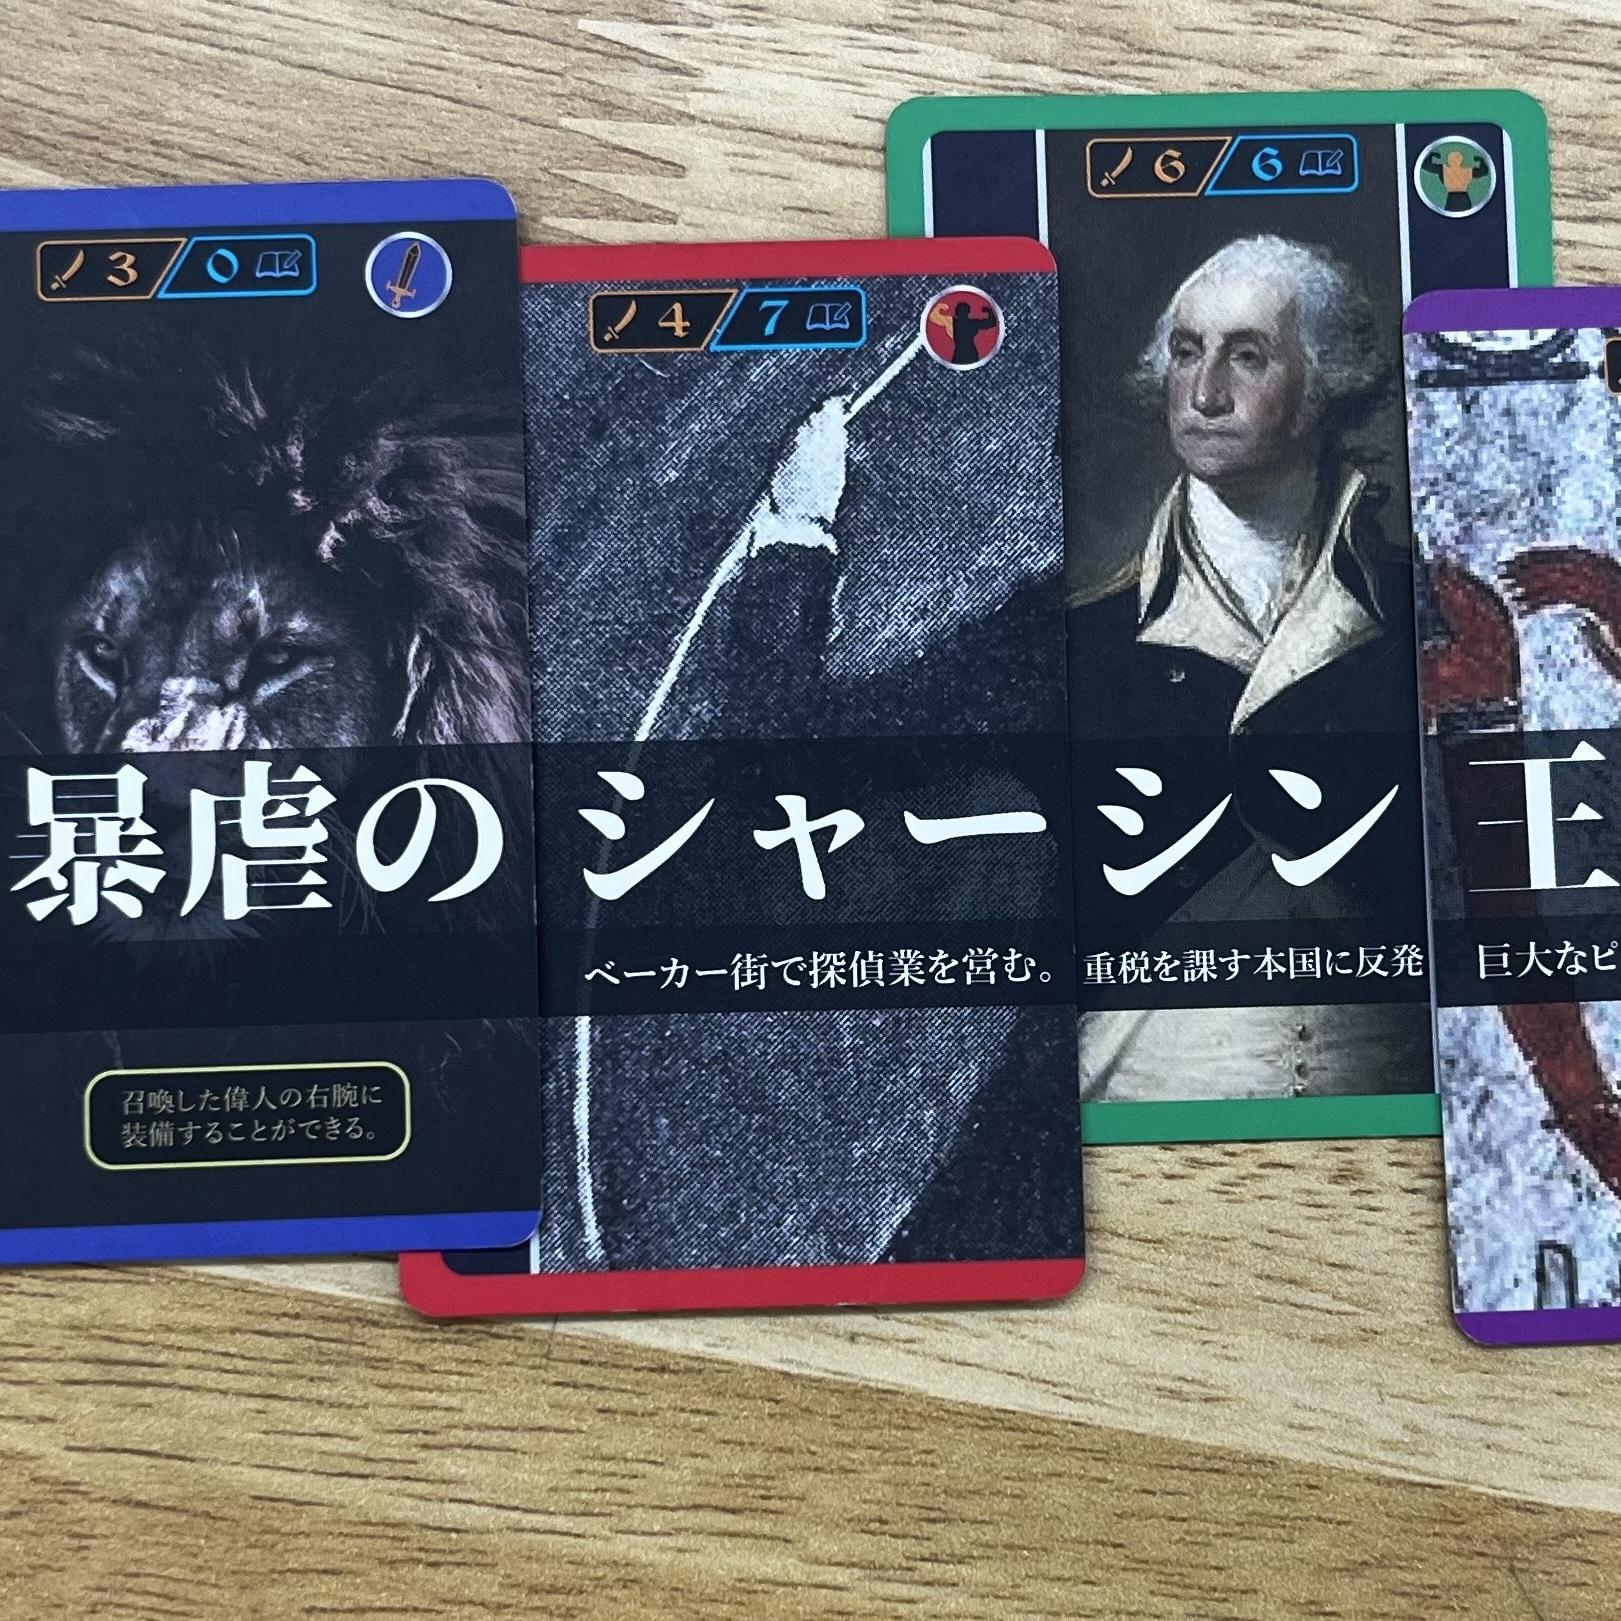 3 0
暴虐の
召喚した偉人の右腕に
装備することができる。
4 7
シャー
ベーカー街で探偵業を営む。
6 6
シン
重税を課す本国に反発
王
巨大なピ